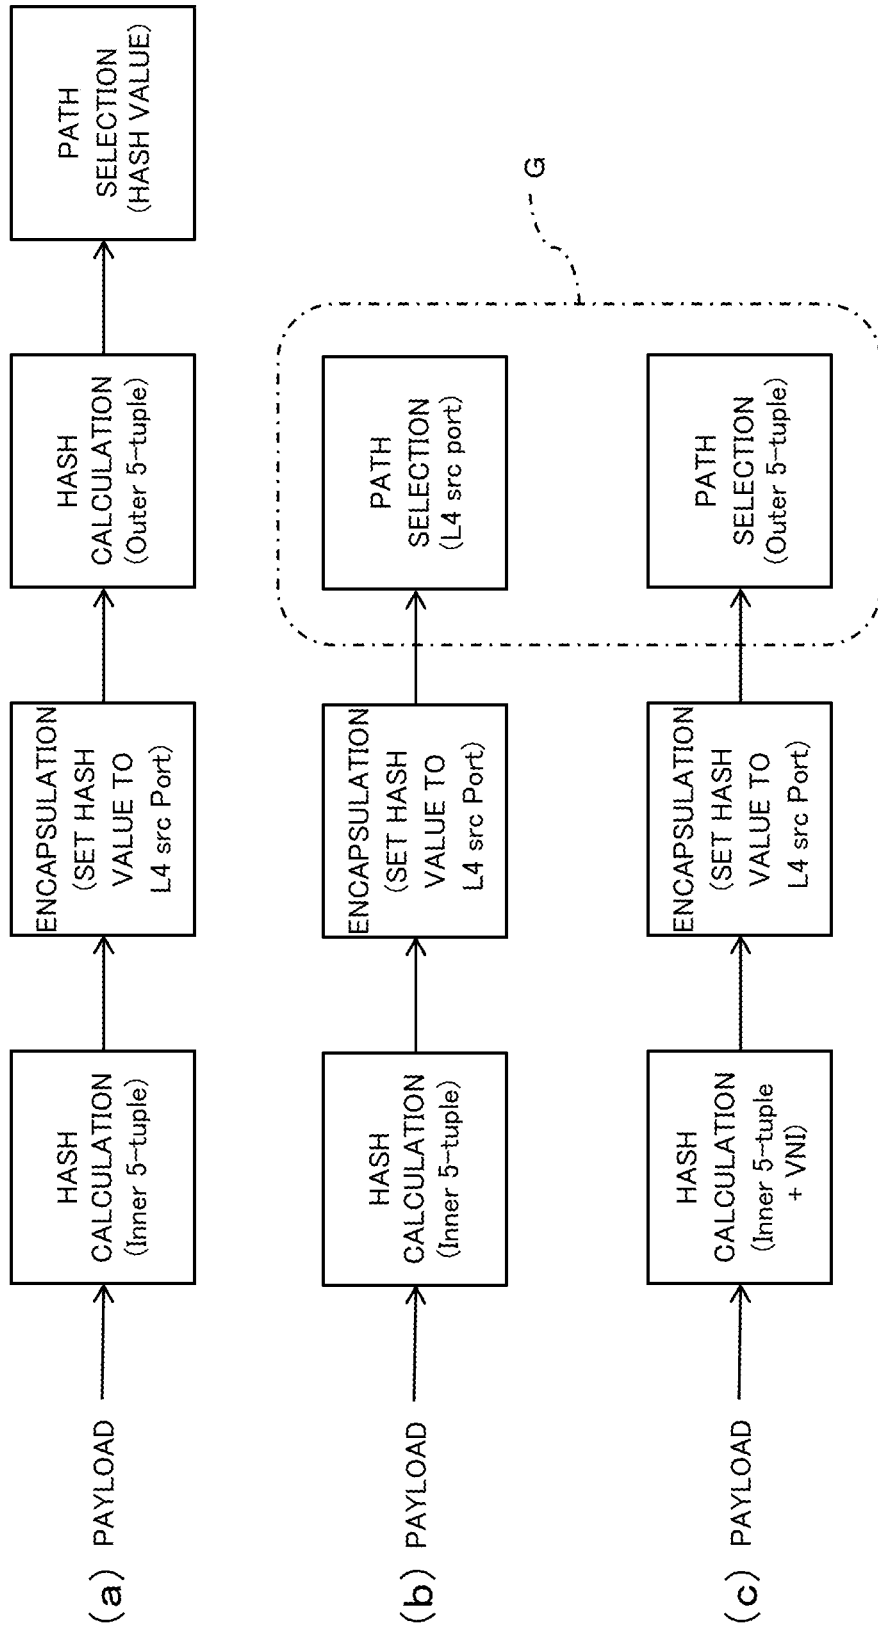 (a) PAYLOAD
HASH
CALCULATION
(Inner 5-tuple)
ENCAPSULATION
(SET HASH
VALUE TO
L4 src Port)
HASH
CALCULATION
(Outer 5-tuple)
PATH
SELECTION
(HASH VALUE)
(b) PAYLOAD
HASH
CALCULATION
(Inner 5-tuple)
ENCAPSULATION
(SET HASH
VALUE TO
L4 src Port)
PATH
SELECTION
(L4 src port)
G
(c) PAYLOAD
HASH
CALCULATION
(Inner 5-tuple
+ VNI)
ENCAPSULATION
(SET HASH
VALUE TO
L4 src Port)
PATH
SELECTION
(Outer 5-tuple)